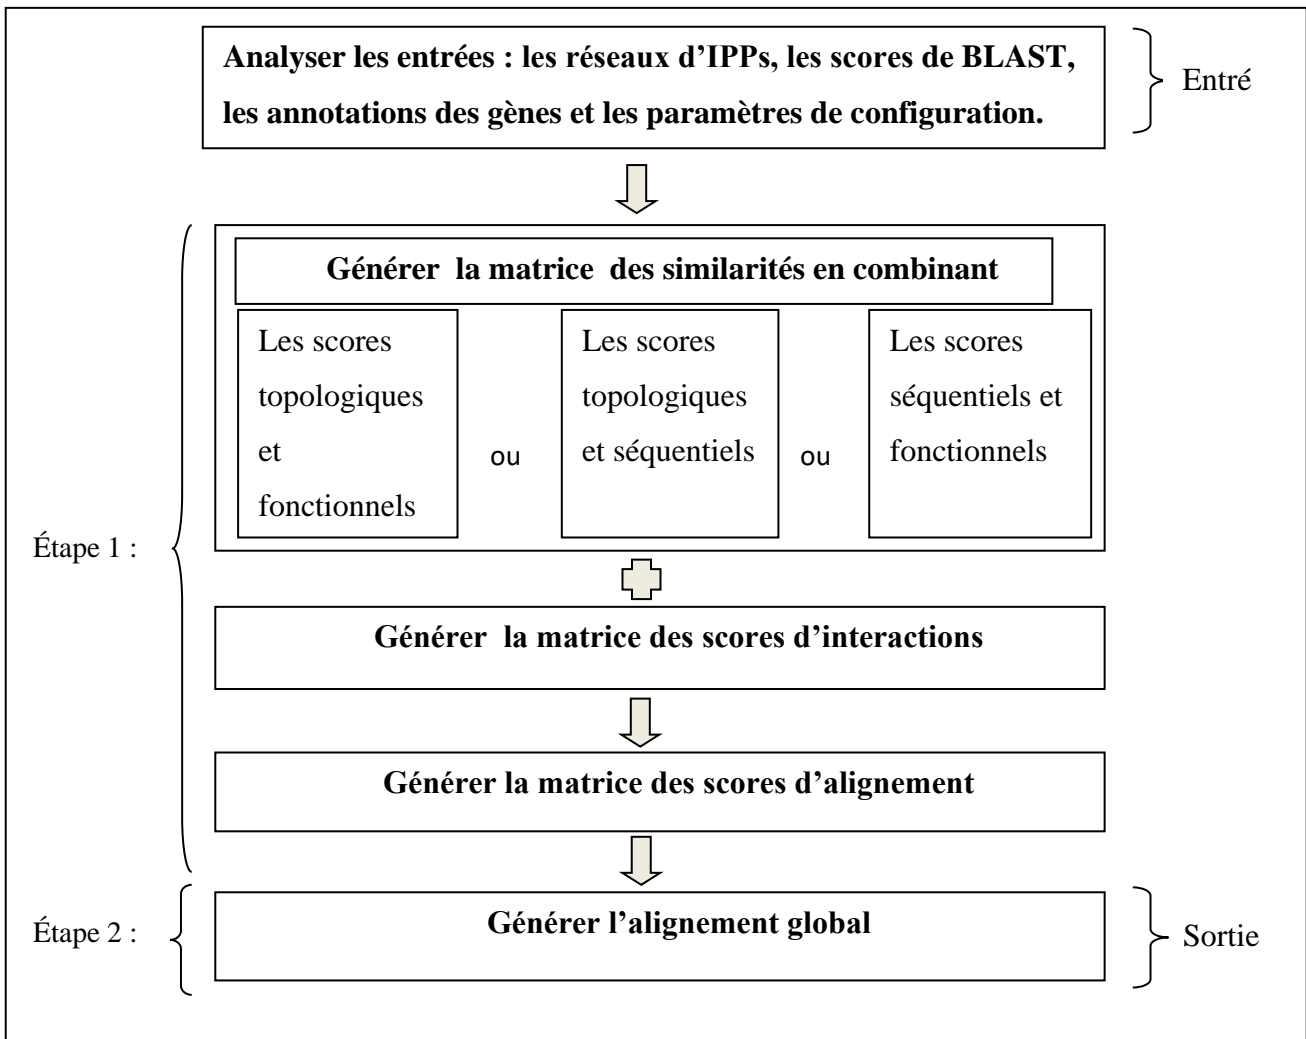 Analyser les entrées : les réseaux d’IPPs, les scores de BLAST,
les annotations des gènes et les paramètres de configuration.
Entré
Générer la matrice des similarités en combinant
Les scores
topologiques
et
fonctionnels
ou
Les scores
topologiques
et séquentiels
ou
Les scores
séquentiels et
fonctionnels
Étape 1 :
Générer la matrice des scores d’interactions
Générer la matrice des scores d’alignement
Étape 2 :
Générer l’alignement global
Sortie